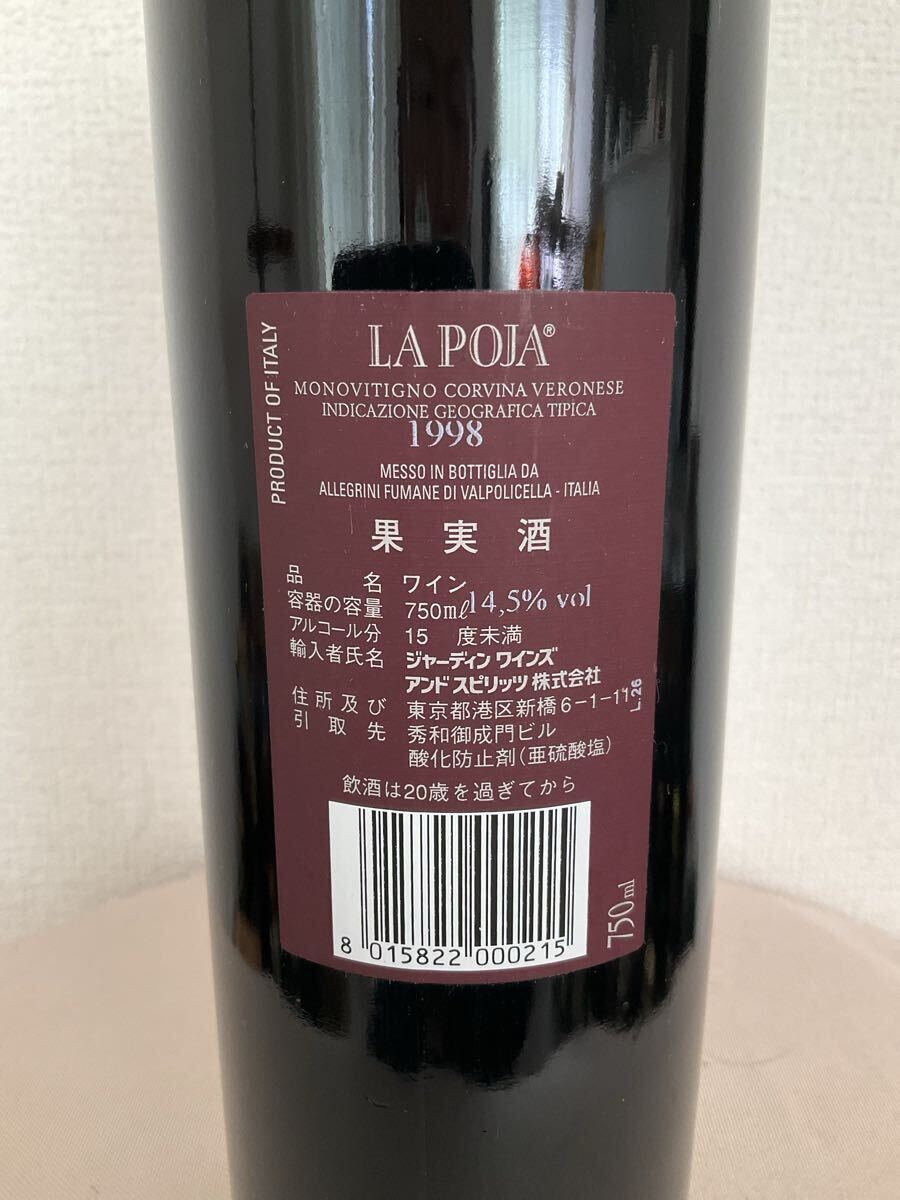 LA POJA®
MONOVITIGNO CORVINA VERONESE
INDICAZIONE GEOGRAFICA TIPICA
1998
MESSO IN BOTTIGLIA DA
ALLEGRINI FUMANE DI VALPOLICELLA - ITALIA
PRODUCT OF ITALY
果実酒
品名 ワイン
容器の容量 750mℓ 14,5% vol
アルコール分 15 度未満
輸入者氏名 ジャーディン ワインズ
アンド スピリッツ 株式会社
住所及び 東京都港区新橋6-1-11
引取先 秀和御成門ビル
酸化防止剤(亜硫酸塩)
飲酒は20歳を過ぎてから
L.26
8 015822 000215
750ml